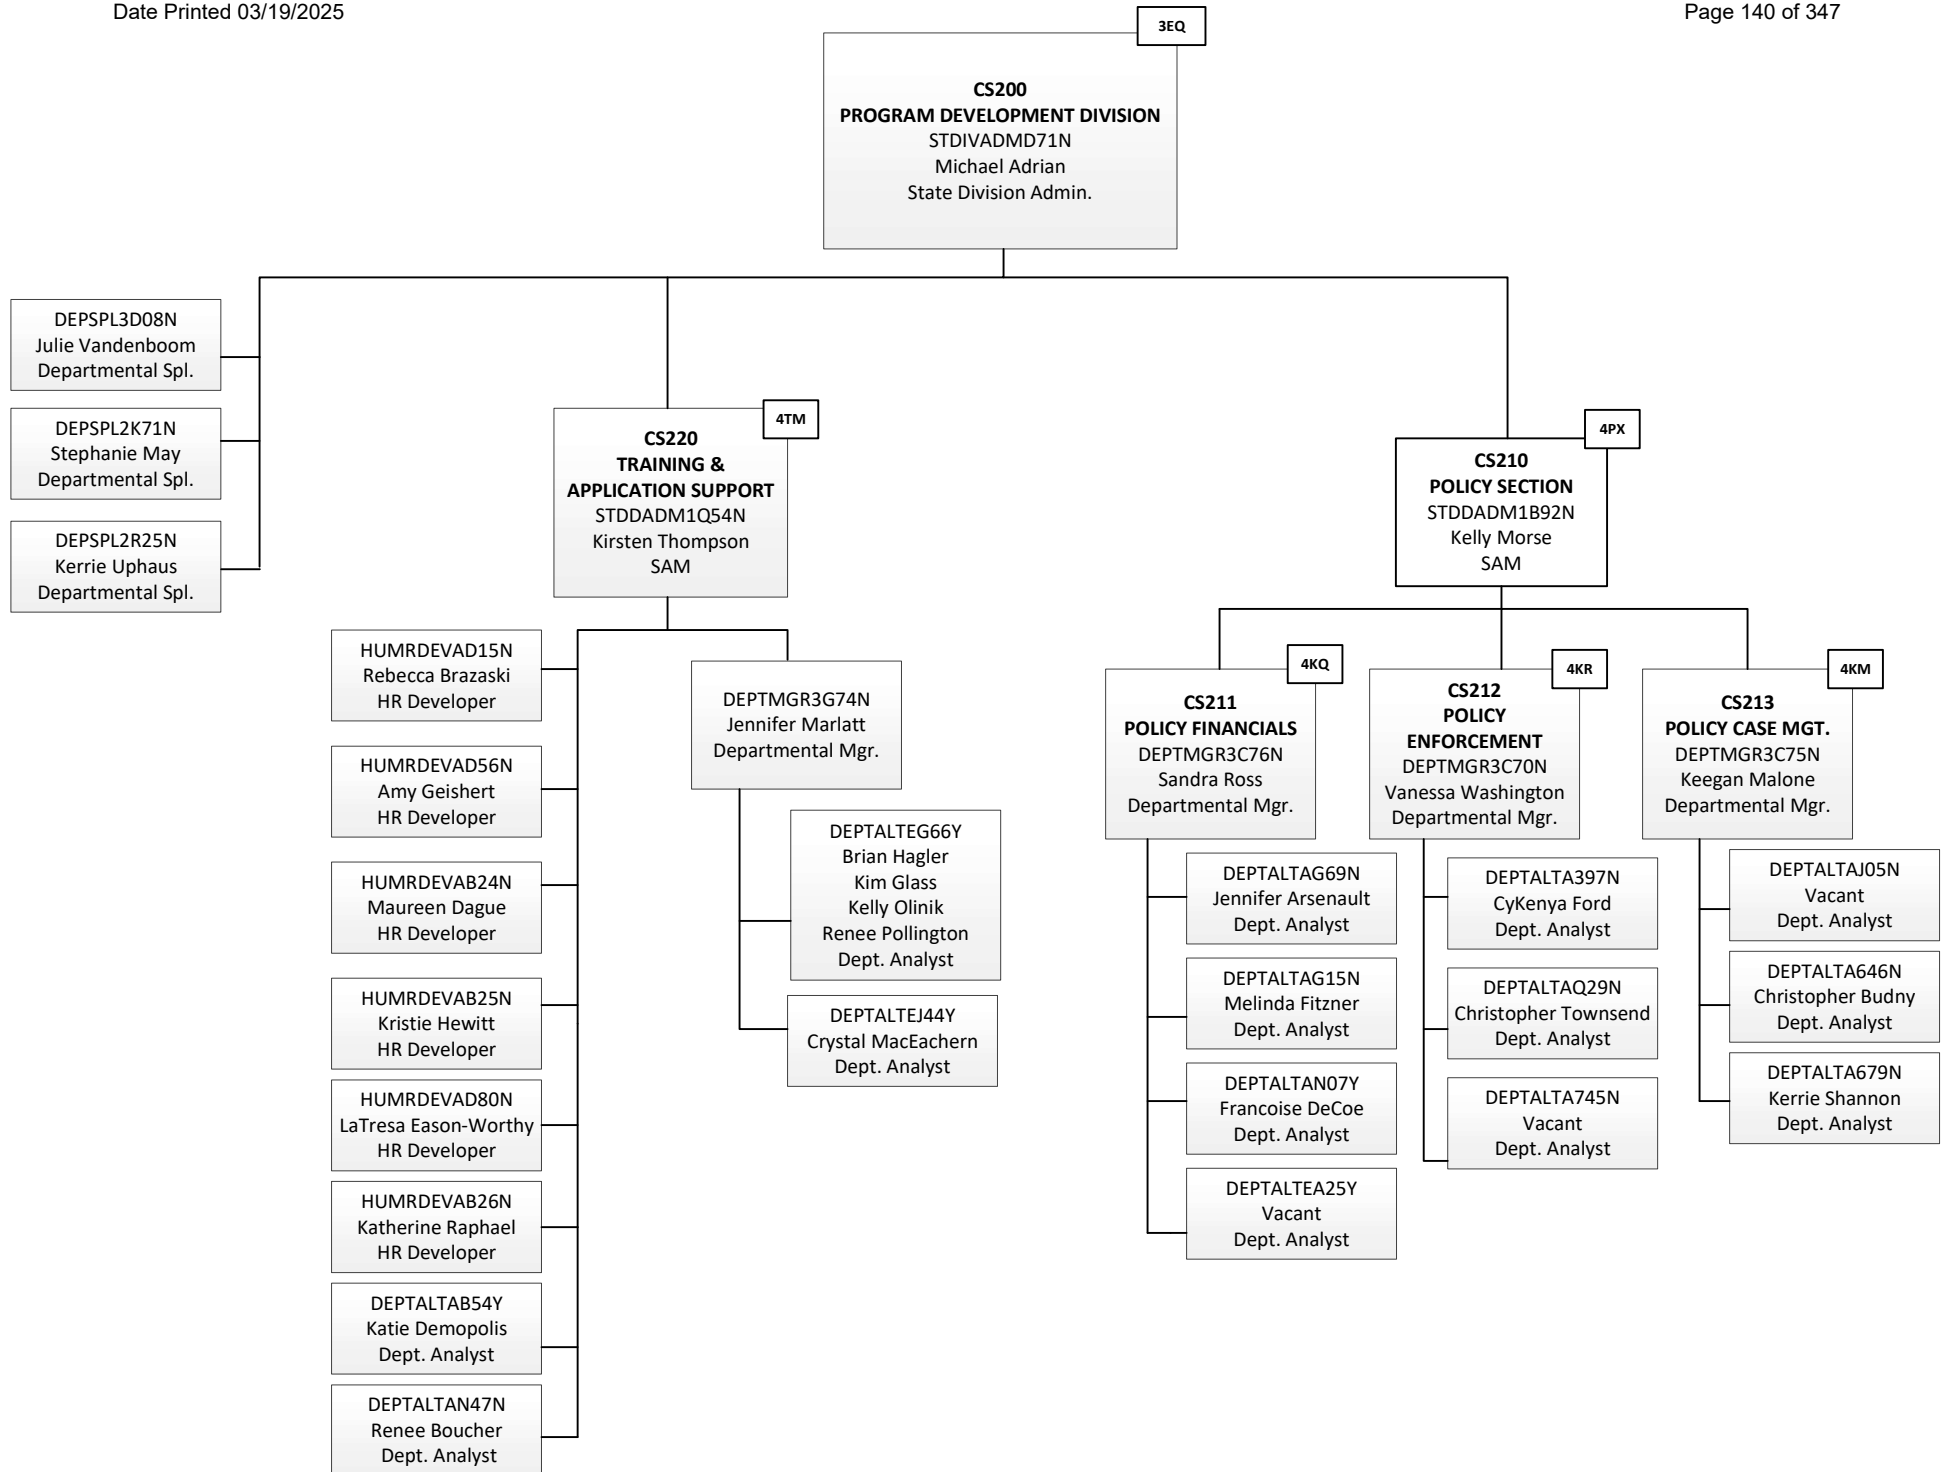 Date Printed 03/19/2025
Page 140 of 347
3EQ
CS200
PROGRAM DEVELOPMENT DIVISION
STDIVADMD71N
Michael Adrian
State Division Admin.
DEPSPL3D08N
Julie Vandenboom
Departmental Spl.
DEPSPL2K71N
Stephanie May
Departmental Spl.
DEPSPL2R25N
Kerrie Uphaus
Departmental Spl.
4TM
CS220
TRAINING &
APPLICATION SUPPORT
STDDADM1Q54N
Kirsten Thompson
SAM
HUMRDEVAD15N
Rebecca Brazaski
HR Developer
HUMRDEVAD56N
Amy Geishert
HR Developer
HUMRDEVAB24N
Maureen Dague
HR Developer
HUMRDEVAB25N
Kristie Hewitt
HR Developer
HUMRDEVAD80N
LaTresa Eason-Worthy
HR Developer
HUMRDEVAB26N
Katherine Raphael
HR Developer
DEPTALTAB54Y
Katie Demopolis
Dept. Analyst
DEPTALTAN47N
Renee Boucher
Dept. Analyst
DEPTMGR3G74N
Jennifer Marlatt
Departmental Mgr.
DEPTALTEG66Y
Brian Hagler
Kim Glass
Kelly Olinik
Renee Pollington
Dept. Analyst
DEPTALTEJ44Y
Crystal MacEachern
Dept. Analyst
4PX
CS210
POLICY SECTION
STDDADM1B92N
Kelly Morse
SAM
4KQ
CS211
POLICY FINANCIALS
DEPTMGR3C76N
Sandra Ross
Departmental Mgr.
DEPTALTAG69N
Jennifer Arsenault
Dept. Analyst
DEPTALTAG15N
Melinda Fitzner
Dept. Analyst
DEPTALTAN07Y
Francoise DeCoe
Dept. Analyst
DEPTALTEA25Y
Vacant
Dept. Analyst
4KR
CS212
POLICY
ENFORCEMENT
DEPTMGR3C70N
Vanessa Washington
Departmental Mgr.
DEPTALTA397N
CyKenya Ford
Dept. Analyst
DEPTALTAQ29N
Christopher Townsend
Dept. Analyst
DEPTALTA745N
Vacant
Dept. Analyst
4KM
CS213
POLICY CASE MGT.
DEPTMGR3C75N
Keegan Malone
Departmental Mgr.
DEPTALTAJ05N
Vacant
Dept. Analyst
DEPTALTA646N
Christopher Budny
Dept. Analyst
DEPTALTA679N
Kerrie Shannon
Dept. Analyst